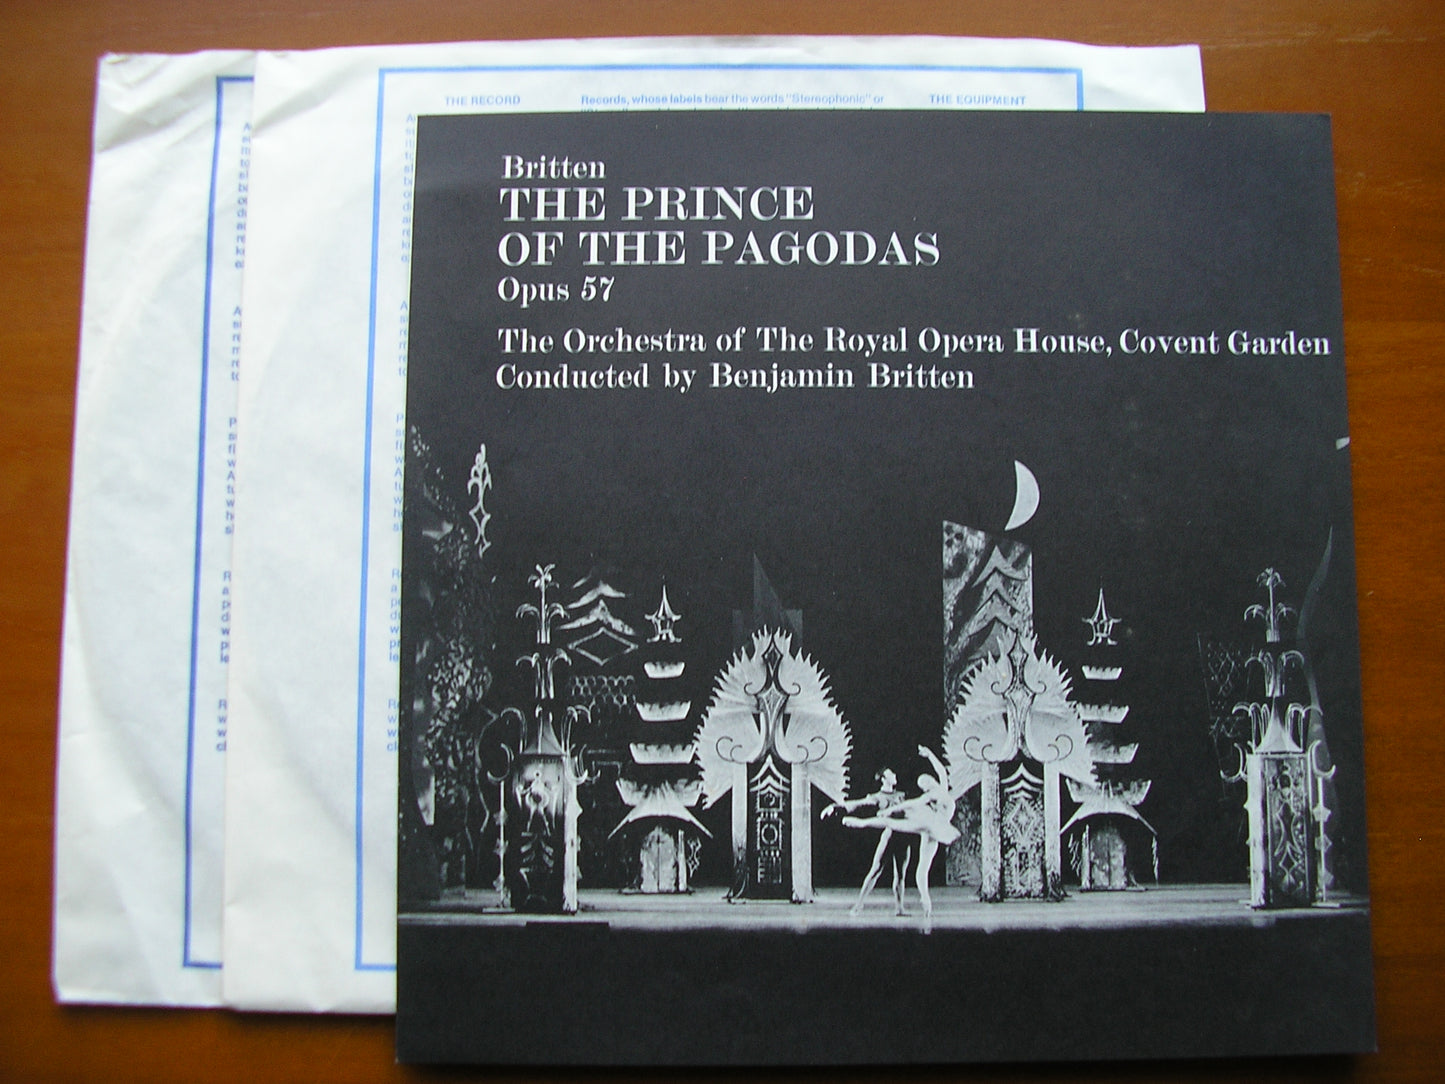 THE RECORD
Records, whose labels bear the words "Stereophonic" or
THE EQUIPMENT
Britten
THE PRINCE
OF THE PAGODAS
Opus 57
The Orchestra of The Royal Opera House, Covent Garden
Conducted by Benjamin Britten